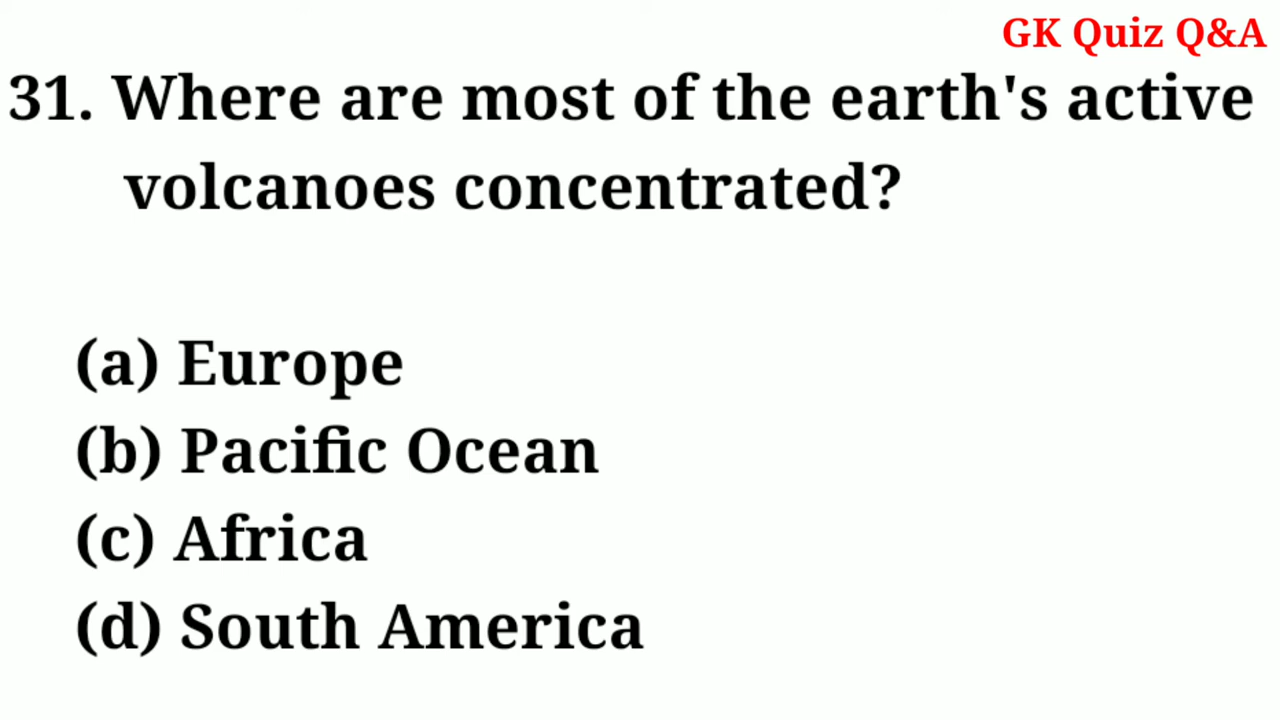 GK Quiz Q&A
31. Where are most of the earth's active
volcanoes concentrated?
(a) Europe
(b) Pacific Ocean
(c) Africa
(d) South America